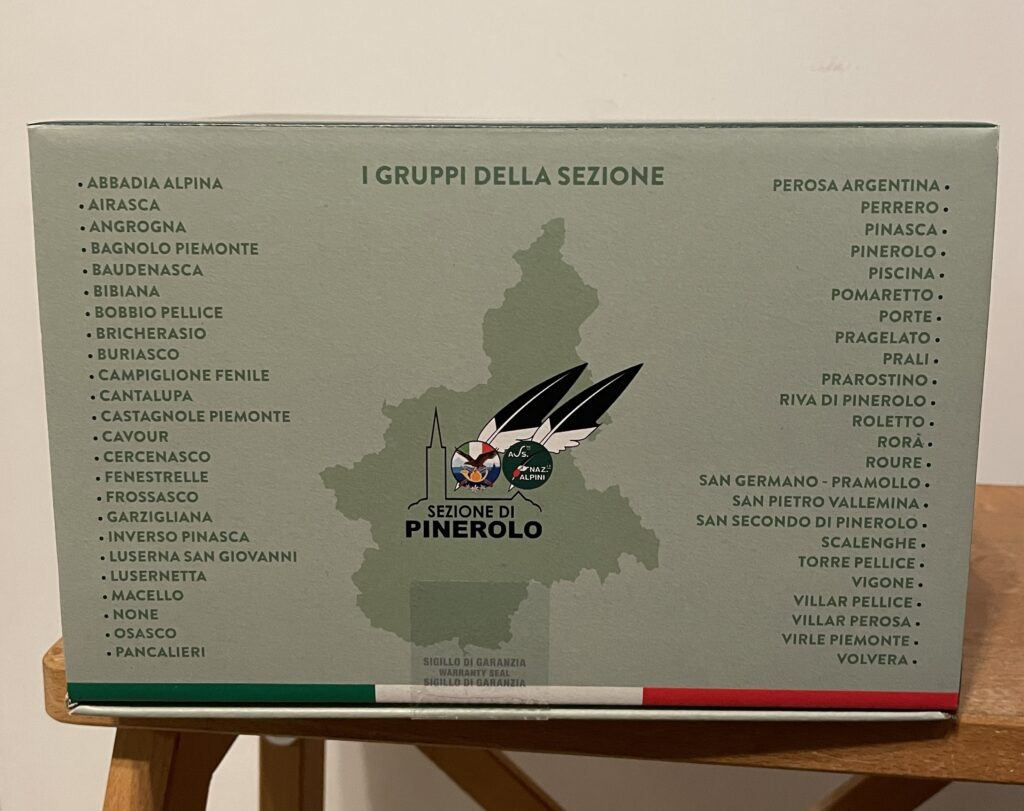 I GRUPPI DELLA SEZIONE
• ABBADIA ALPINA
• AIRASCA
• ANGROGNA
• BAGNOLO PIEMONTE
• BAUDENASCA
• BIBIANA
• BOBBIO PELLICE
• BRICHERASIO
• BURIASCO
• CAMPIGLIONE FENILE
• CANTALUPA
• CASTAGNOLE PIEMONTE
• CAVOUR
• CERCENASCO
• FENESTRELLE
• FROSSASCO
• GARZIGLIANA
• INVERSO PINASCA
• LUSERNA SAN GIOVANNI
• LUSERNETTA
• MACELLO
• NONE
• OSASCO
• PANCALIERI
ASS.
NAZ.
ALPINI
SEZIONE DI
PINEROLO
PEROSA ARGENTINA •
PERRERO •
PINASCA •
PINEROLO •
PISCINA •
POMARETTO •
PORTE •
PRAGELATO •
PRALI •
PRAROSTINO •
RIVA DI PINEROLO •
ROLETTO •
RORÀ •
ROURE •
SAN GERMANO - PRAMOLLO •
SAN PIETRO VALLEMINA •
SAN SECONDO DI PINEROLO •
SCALENGHE •
TORRE PELLICE •
VIGONE •
VILLAR PELLICE •
VILLAR PEROSA •
VIRLE PIEMONTE •
VOLVERA •
SIGILLO DI GARANZIA
WARRANTY SEAL
SIGILLO DI GARANZIA